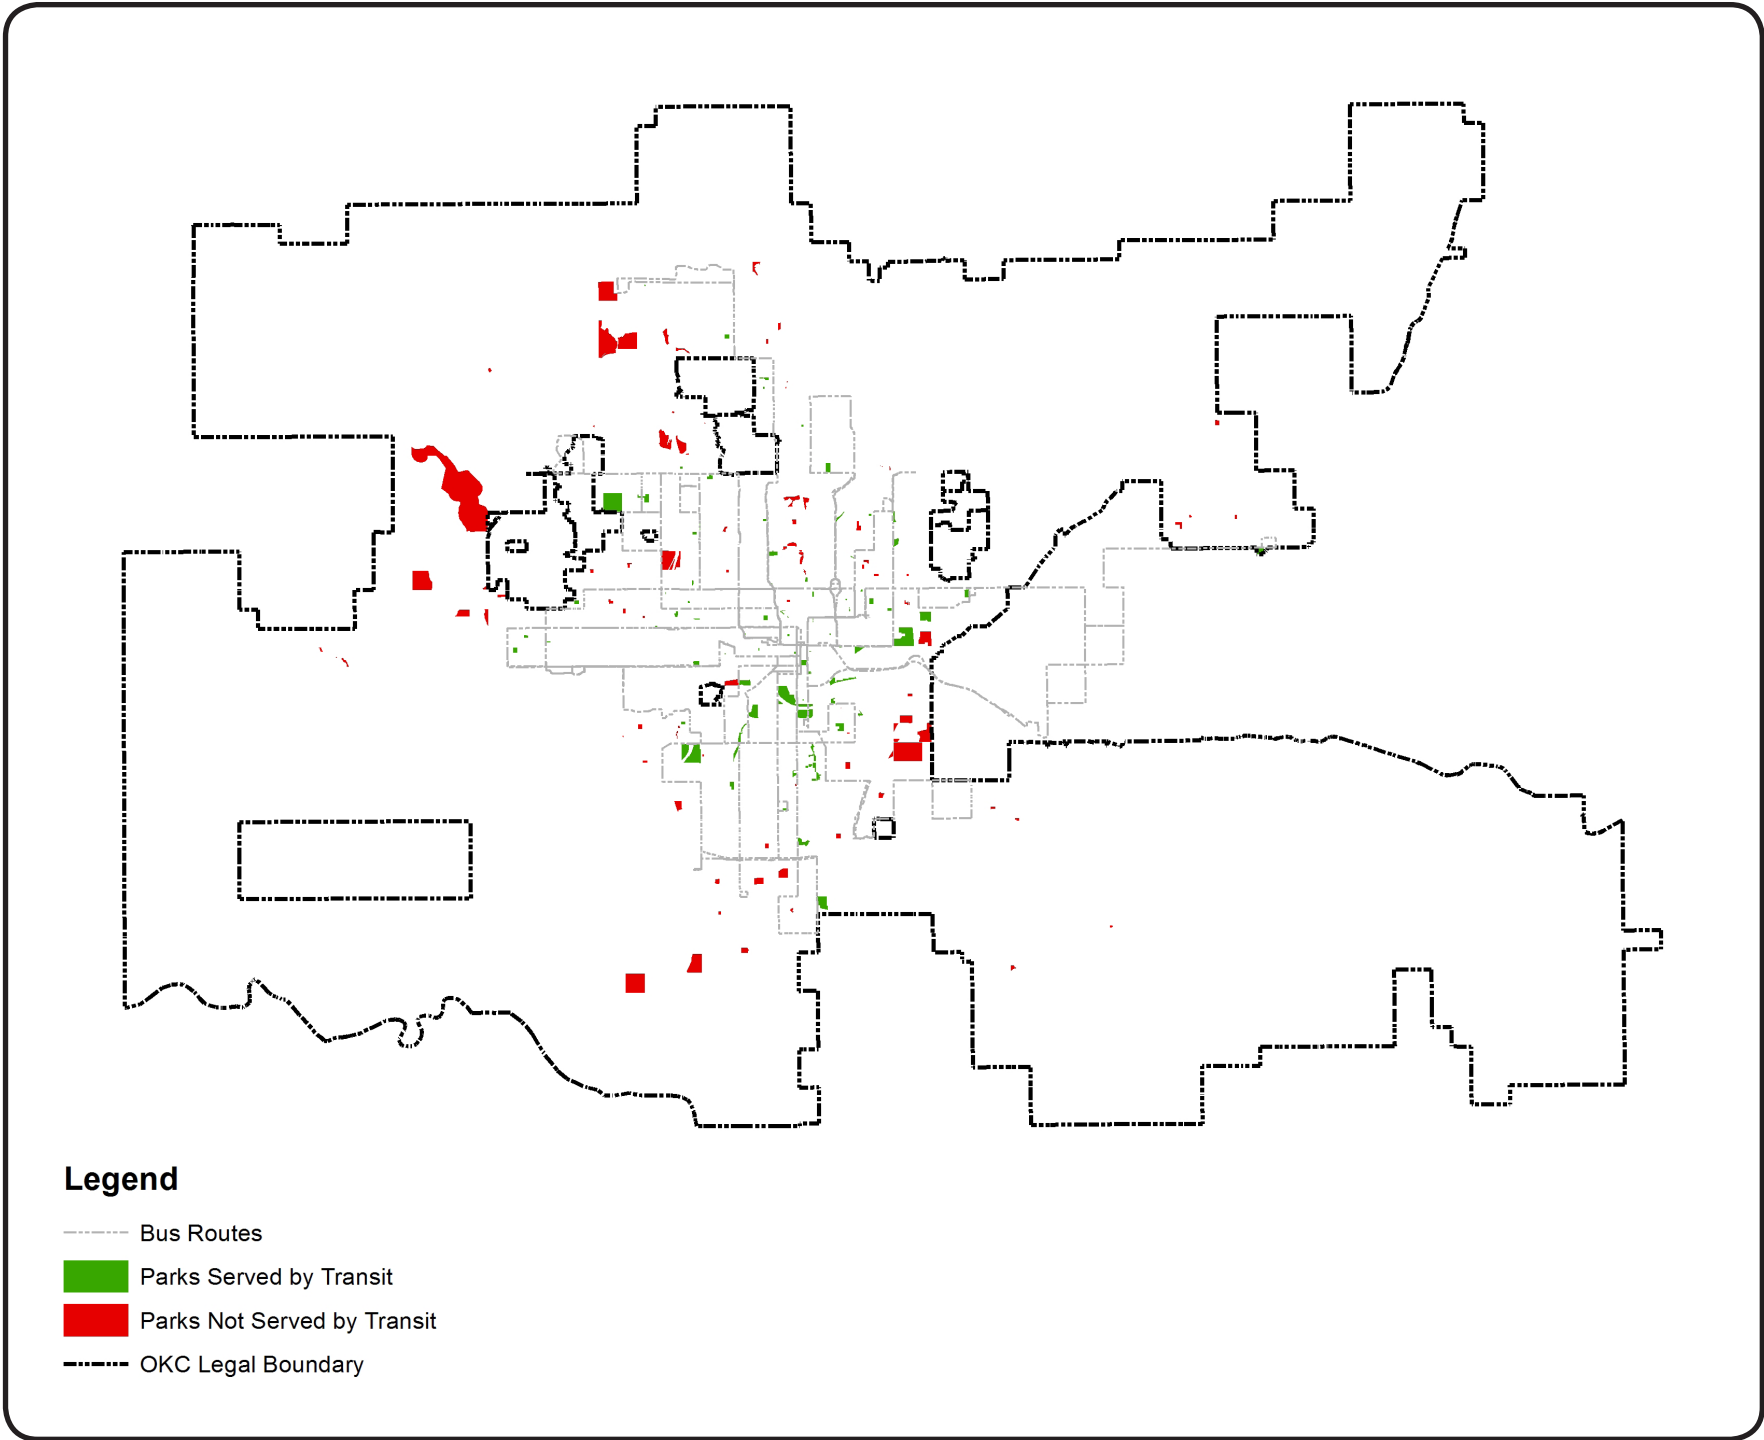 Legend
Bus Routes
Parks Served by Transit
Parks Not Served by Transit
OKC Legal Boundary